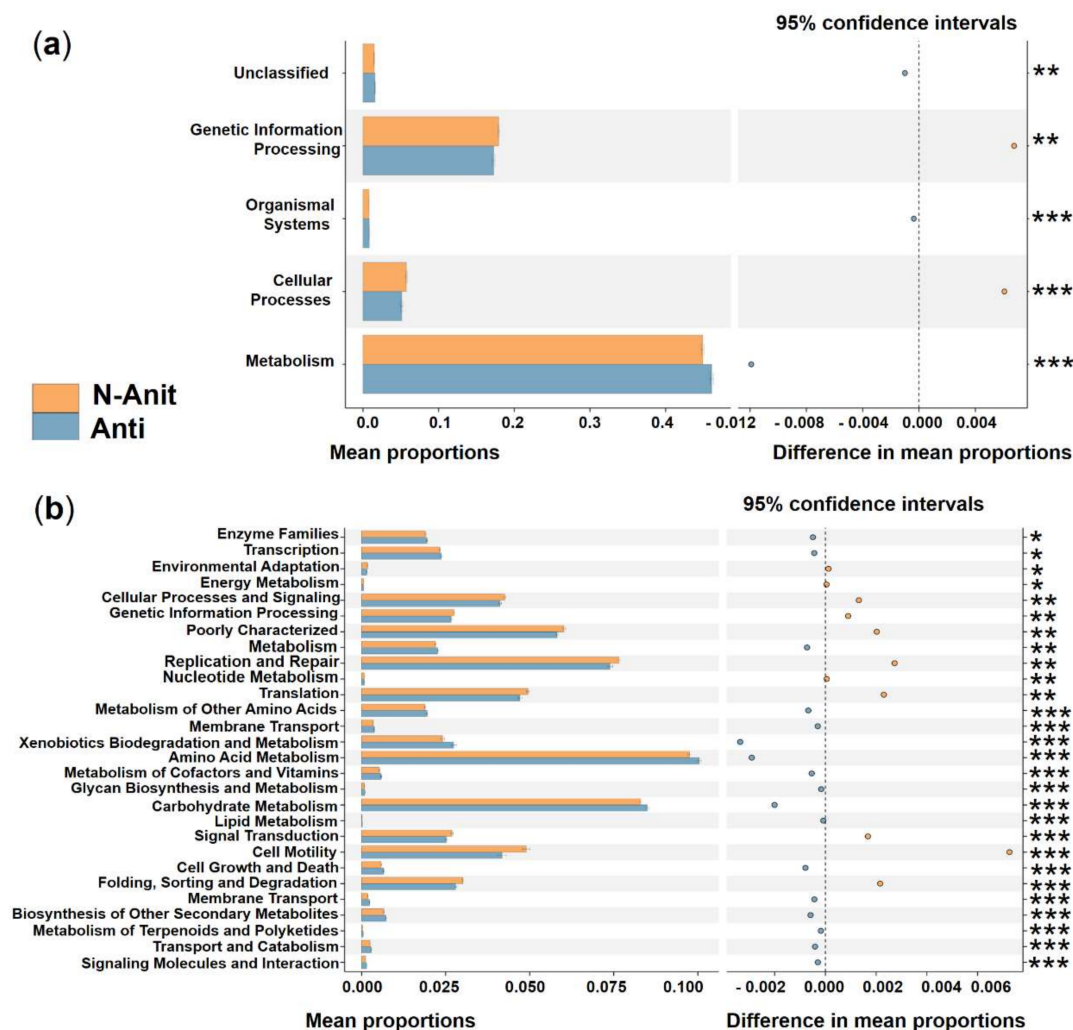 (a)
95% confidence intervals
Unclassified
**
Genetic Information
Processing
**
Organismal
Systems
***
Cellular
Processes
***
Metabolism
***
N-Anit
Anti
0.0 0.1 0.2 0.3 0.4 - 0.012 - 0.008 - 0.004 0.000 0.004
Mean proportions Difference in mean proportions
(b)
95% confidence intervals
Enzyme Families *
Transcription *
Environmental Adaptation *
Energy Metabolism *
Cellular Processes and Signaling **
Genetic Information Processing **
Poorly Characterized **
Metabolism **
Replication and Repair **
Nucleotide Metabolism **
Translation **
Metabolism of Other Amino Acids ***
Membrane Transport ***
Xenobiotics Biodegradation and Metabolism ***
Amino Acid Metabolism ***
Metabolism of Cofactors and Vitamins ***
Glycan Biosynthesis and Metabolism ***
Carbohydrate Metabolism ***
Lipid Metabolism ***
Signal Transduction ***
Cell Motility ***
Cell Growth and Death ***
Folding, Sorting and Degradation ***
Membrane Transport ***
Biosynthesis of Other Secondary Metabolites ***
Metabolism of Terpenoids and Polyketides ***
Transport and Catabolism ***
Signaling Molecules and Interaction ***
0.000 0.025 0.050 0.075 0.100 - 0.002 0.000 0.002 0.004 0.006
Mean proportions Difference in mean proportions